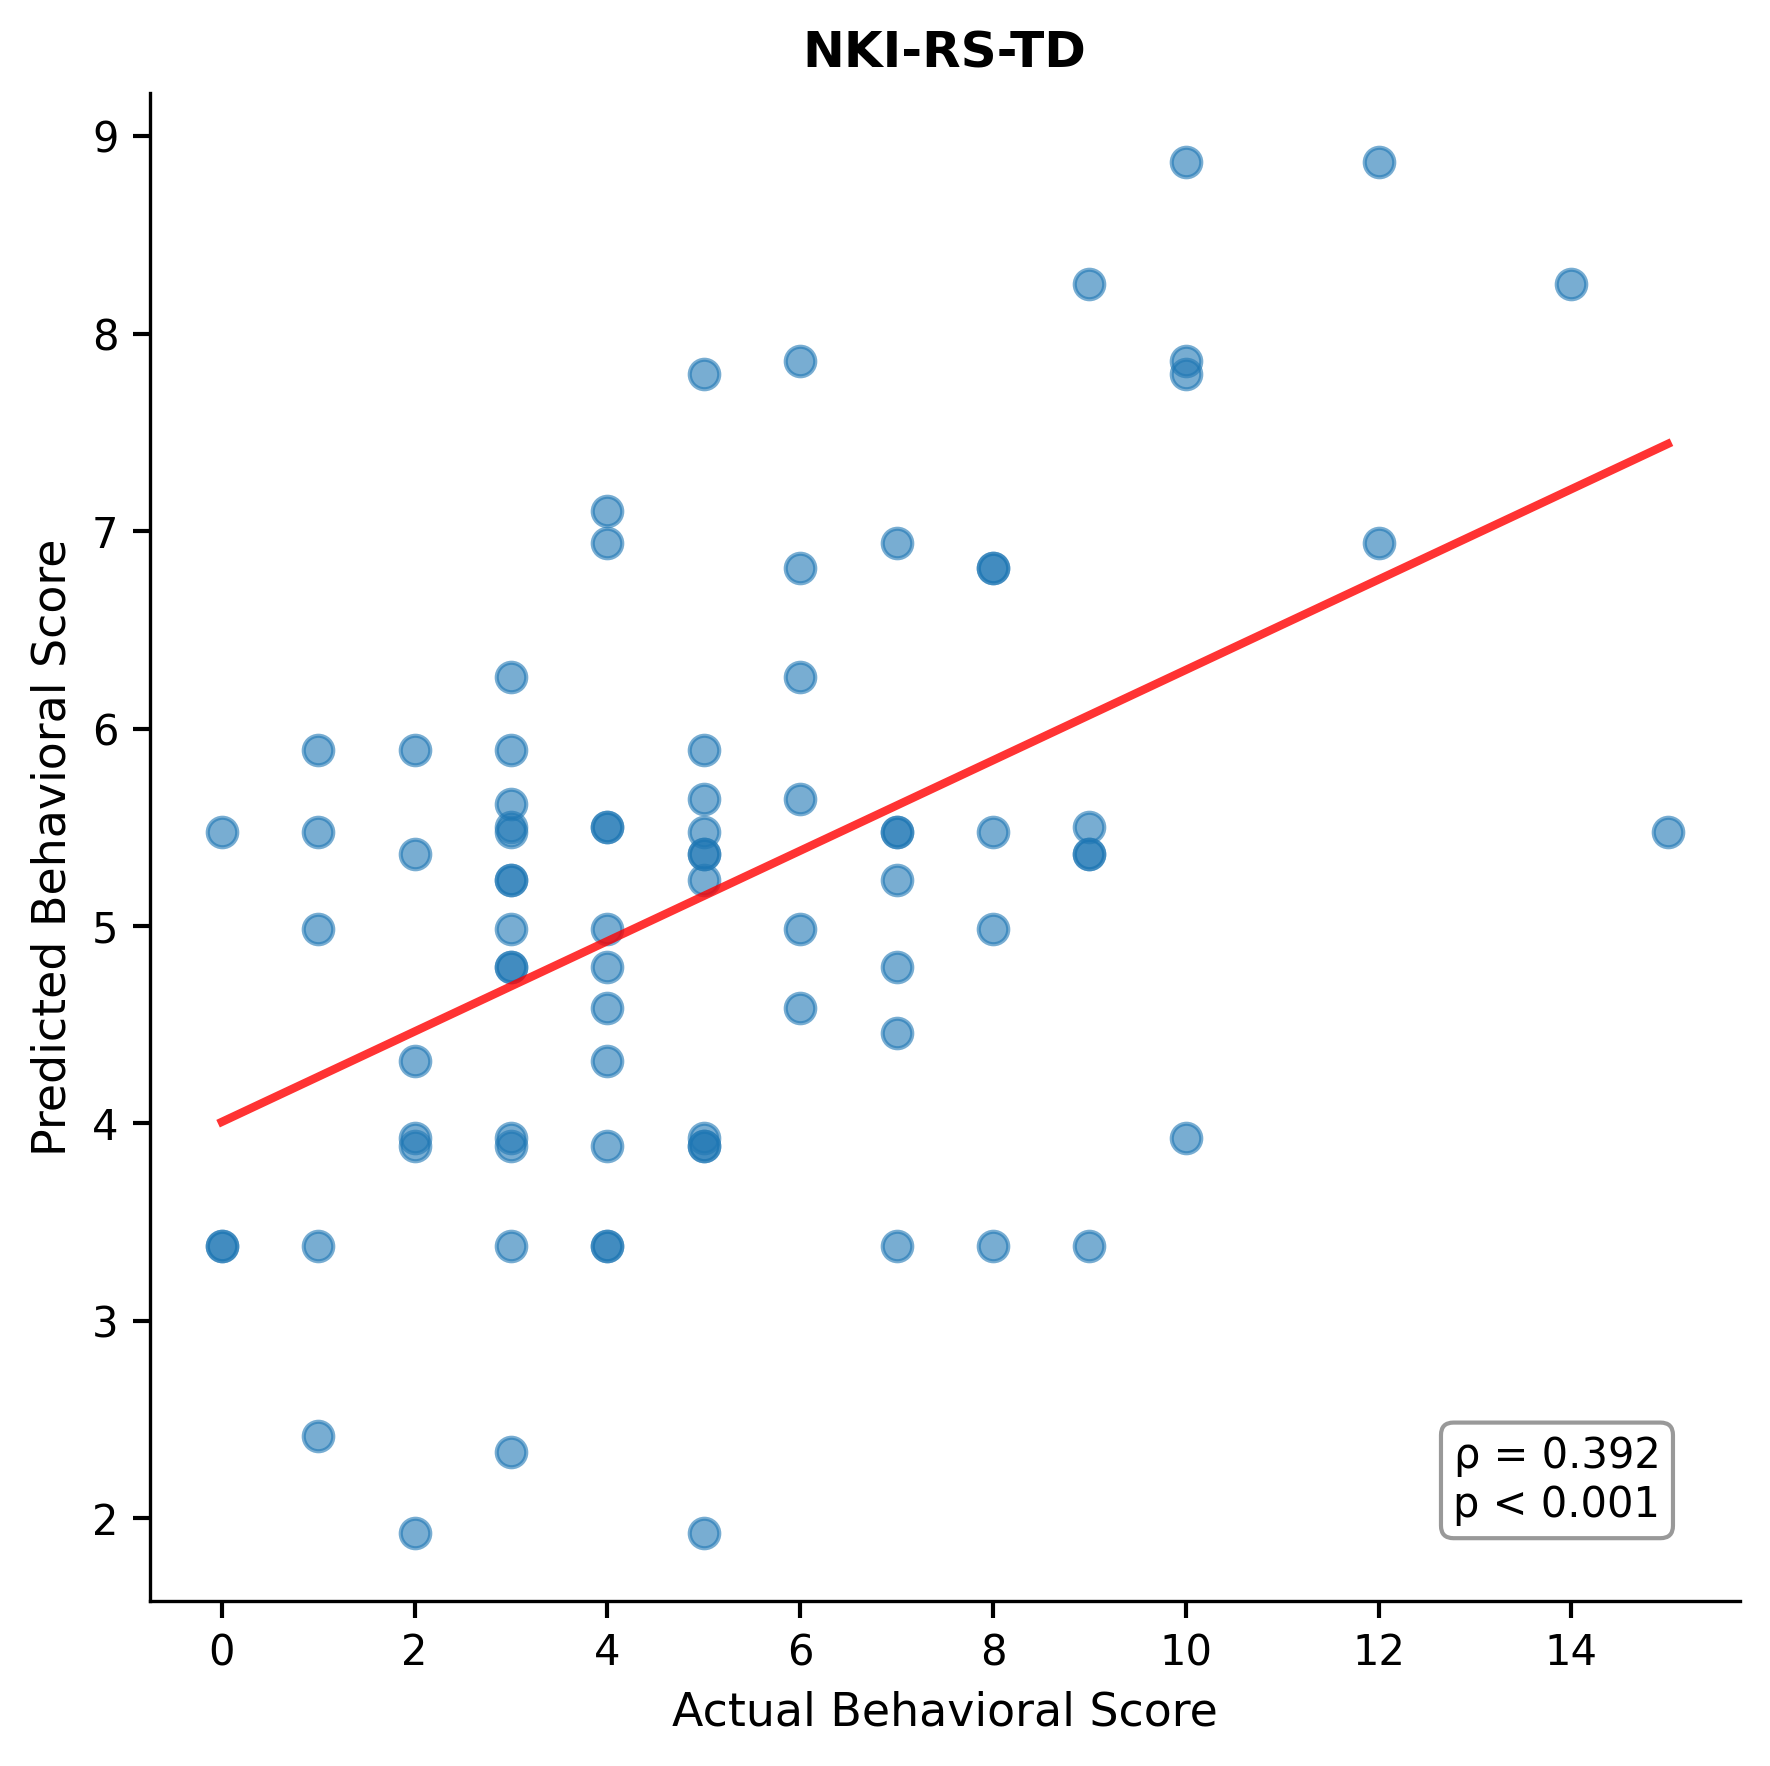 NKI-RS-TD
9
8
7
6
5
4
3
2
Predicted Behavioral Score
ρ = 0.392
p < 0.001
0 2 4 6 8 10 12 14
Actual Behavioral Score